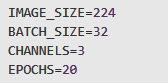 IMAGE_SIZE=224
BATCH_SIZE=32
CHANNELS=3
EPOCHS=20